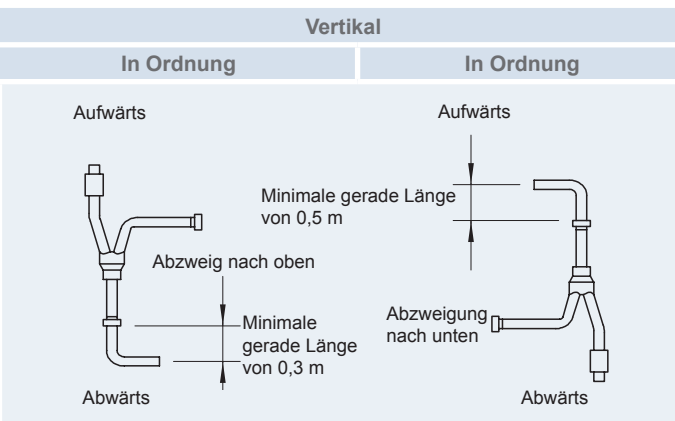 Vertikal
In Ordnung
In Ordnung
Aufwärts
Abzweig nach oben
Minimale
gerade Länge
von 0,3 m
Abwärts
Aufwärts
Minimale gerade Länge
von 0,5 m
Abzweigung
nach unten
Abwärts